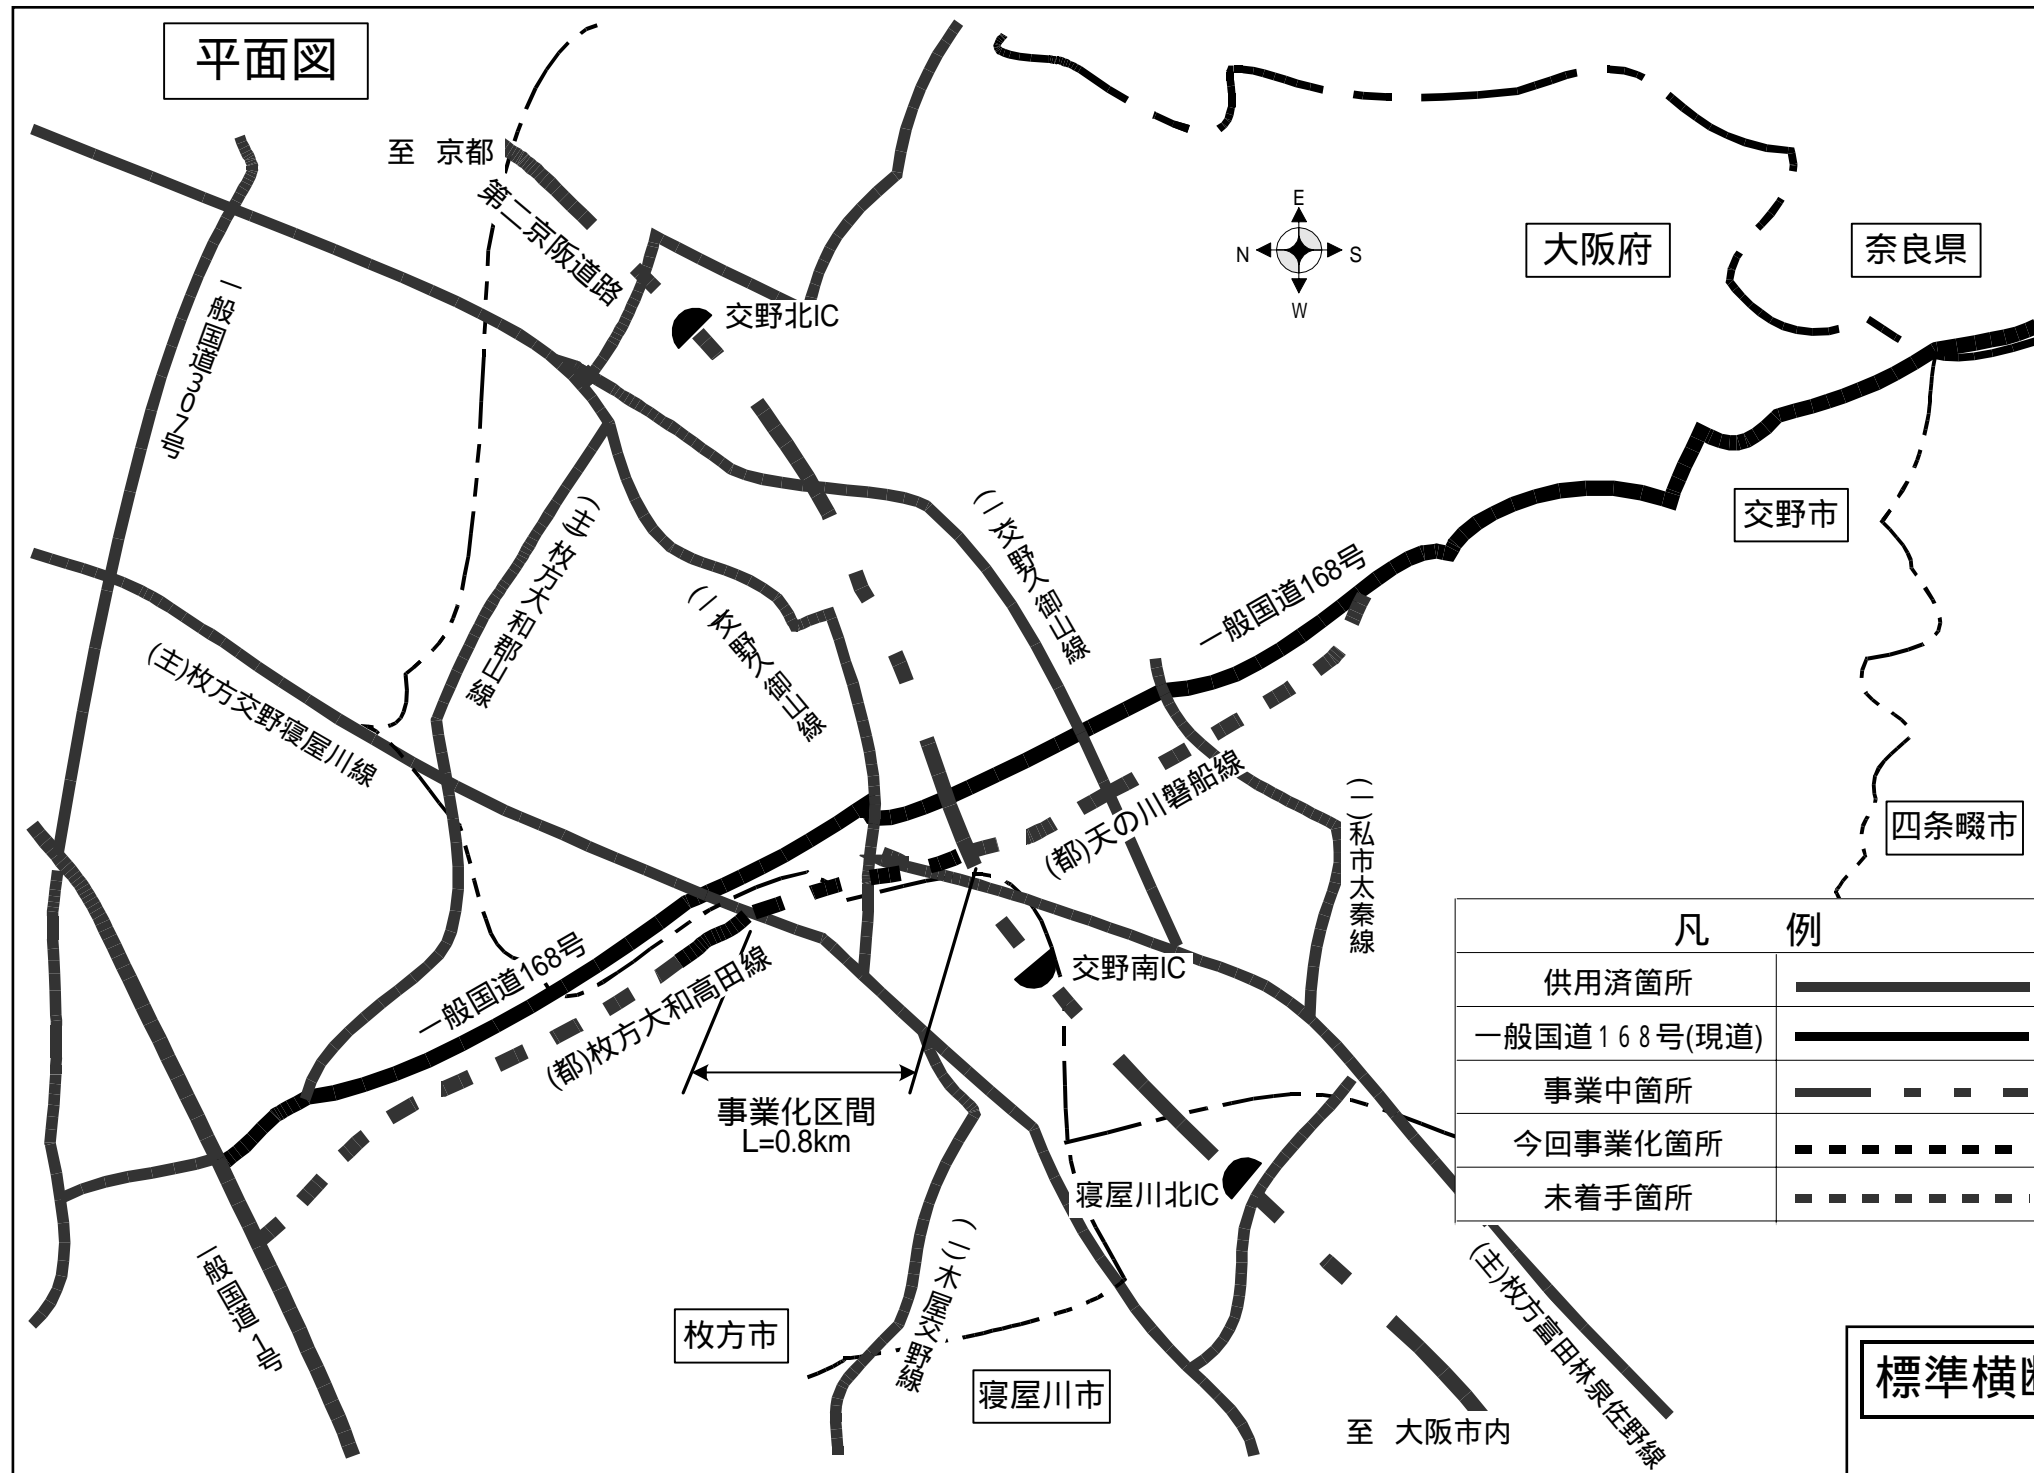 平面図
至 京都
第二京阪道路
交野北IC
E
N
S
W
大阪府
奈良県
一般国道307号
(主)枚方大和郡山線
(一)交野久御山線
(一)交野久御山線
一般国道168号
交野市
(主)枚方交野寝屋川線
(都)天の川磐船線
(一)私市太秦線
四条畷市
一般国道168号
(都)枚方大和高田線
交野南IC
事業化区間
L=0.8km
寝屋川北IC
凡 例
供用済箇所
一般国道168号(現道)
事業中箇所
今回事業化箇所
未着手箇所
一般国道1号
枚方市
(一)木屋交野線
寝屋川市
至 大阪市内
(主)枚方富田林泉佐野線
標準横